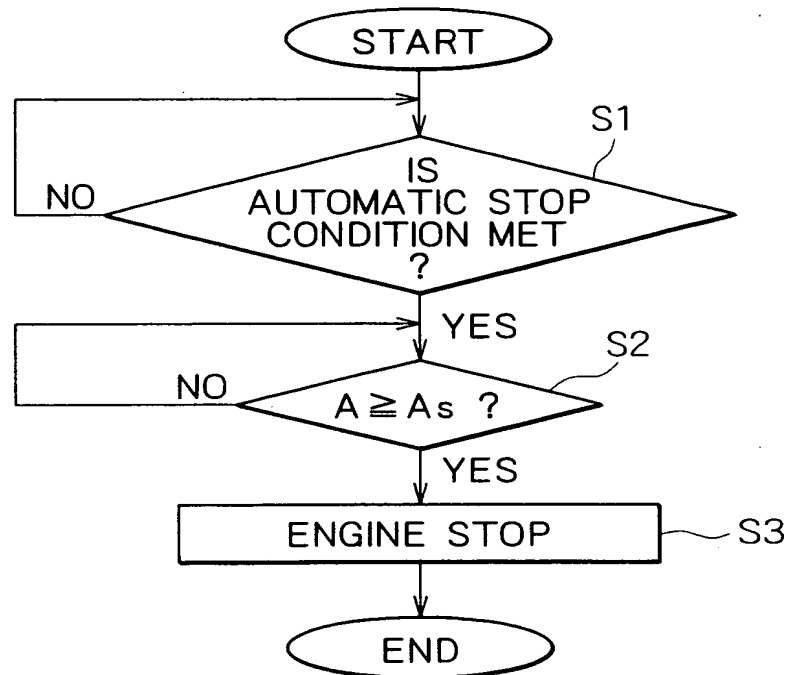 START
S1
IS
AUTOMATIC STOP
CONDITION MET
?
NO
YES
S2
NO
A ≧ As ?
YES
ENGINE STOP
S3
END